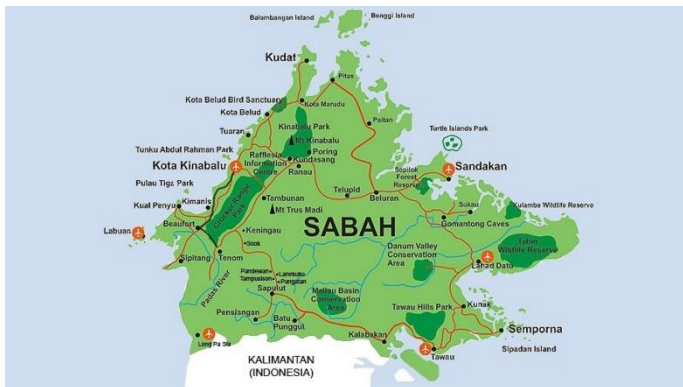 Balambangan Island
Benggi Island
Kudat
Pitas
Kota Belud Bird Sanctuary
Kota Marudu
Kota Belud
Paitan
Kinabalu Park
Tuaran
Turtle Islands Park
Mt Kinabalu
Tunku Abdul Rahman Park
Poring
Rafflesia
Information
Centre
Kundasang
Kota Kinabalu
Ranau
Sepilok
Forest
Reserve
Sandakan
Pulau Tiga Park
Crocker Range
Park
Telupid
Beluran
Kimanis
Tambunan
Sukau
Kulamba Wildlife Reserve
Kual Penyu
Mt Trus Madi
Gomantong Caves
Beaufort
SABAH
Labuan
Keningau
Danum Valley
Conservation
Area
Tabin
Wildlife Reserve
Sook
Sipitang
Tenom
Lahad Datu
Padas River
Pandewan
Tampuison
Pangatan
Sapulut
Maliau Basin
Conservation
Area
Tawau Hills Park
Kunak
Pensiangan
Batu
Punggul
Semporna
Kalabakan
Long Pa Sia
Tawau
Sipadan Island
KALIMANTAN
(INDONESIA)